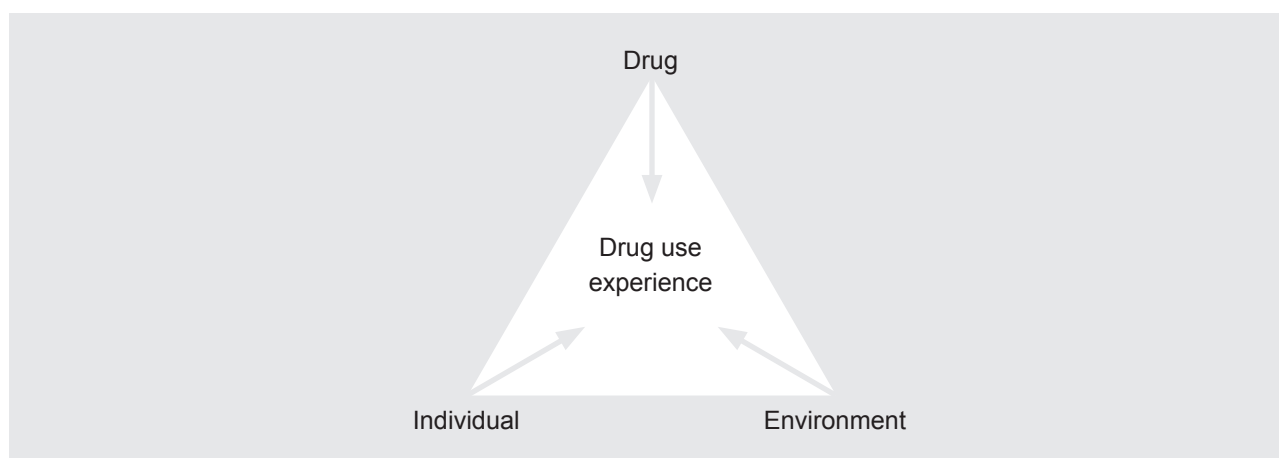 Drug
Drug use
experience
Individual
Environment